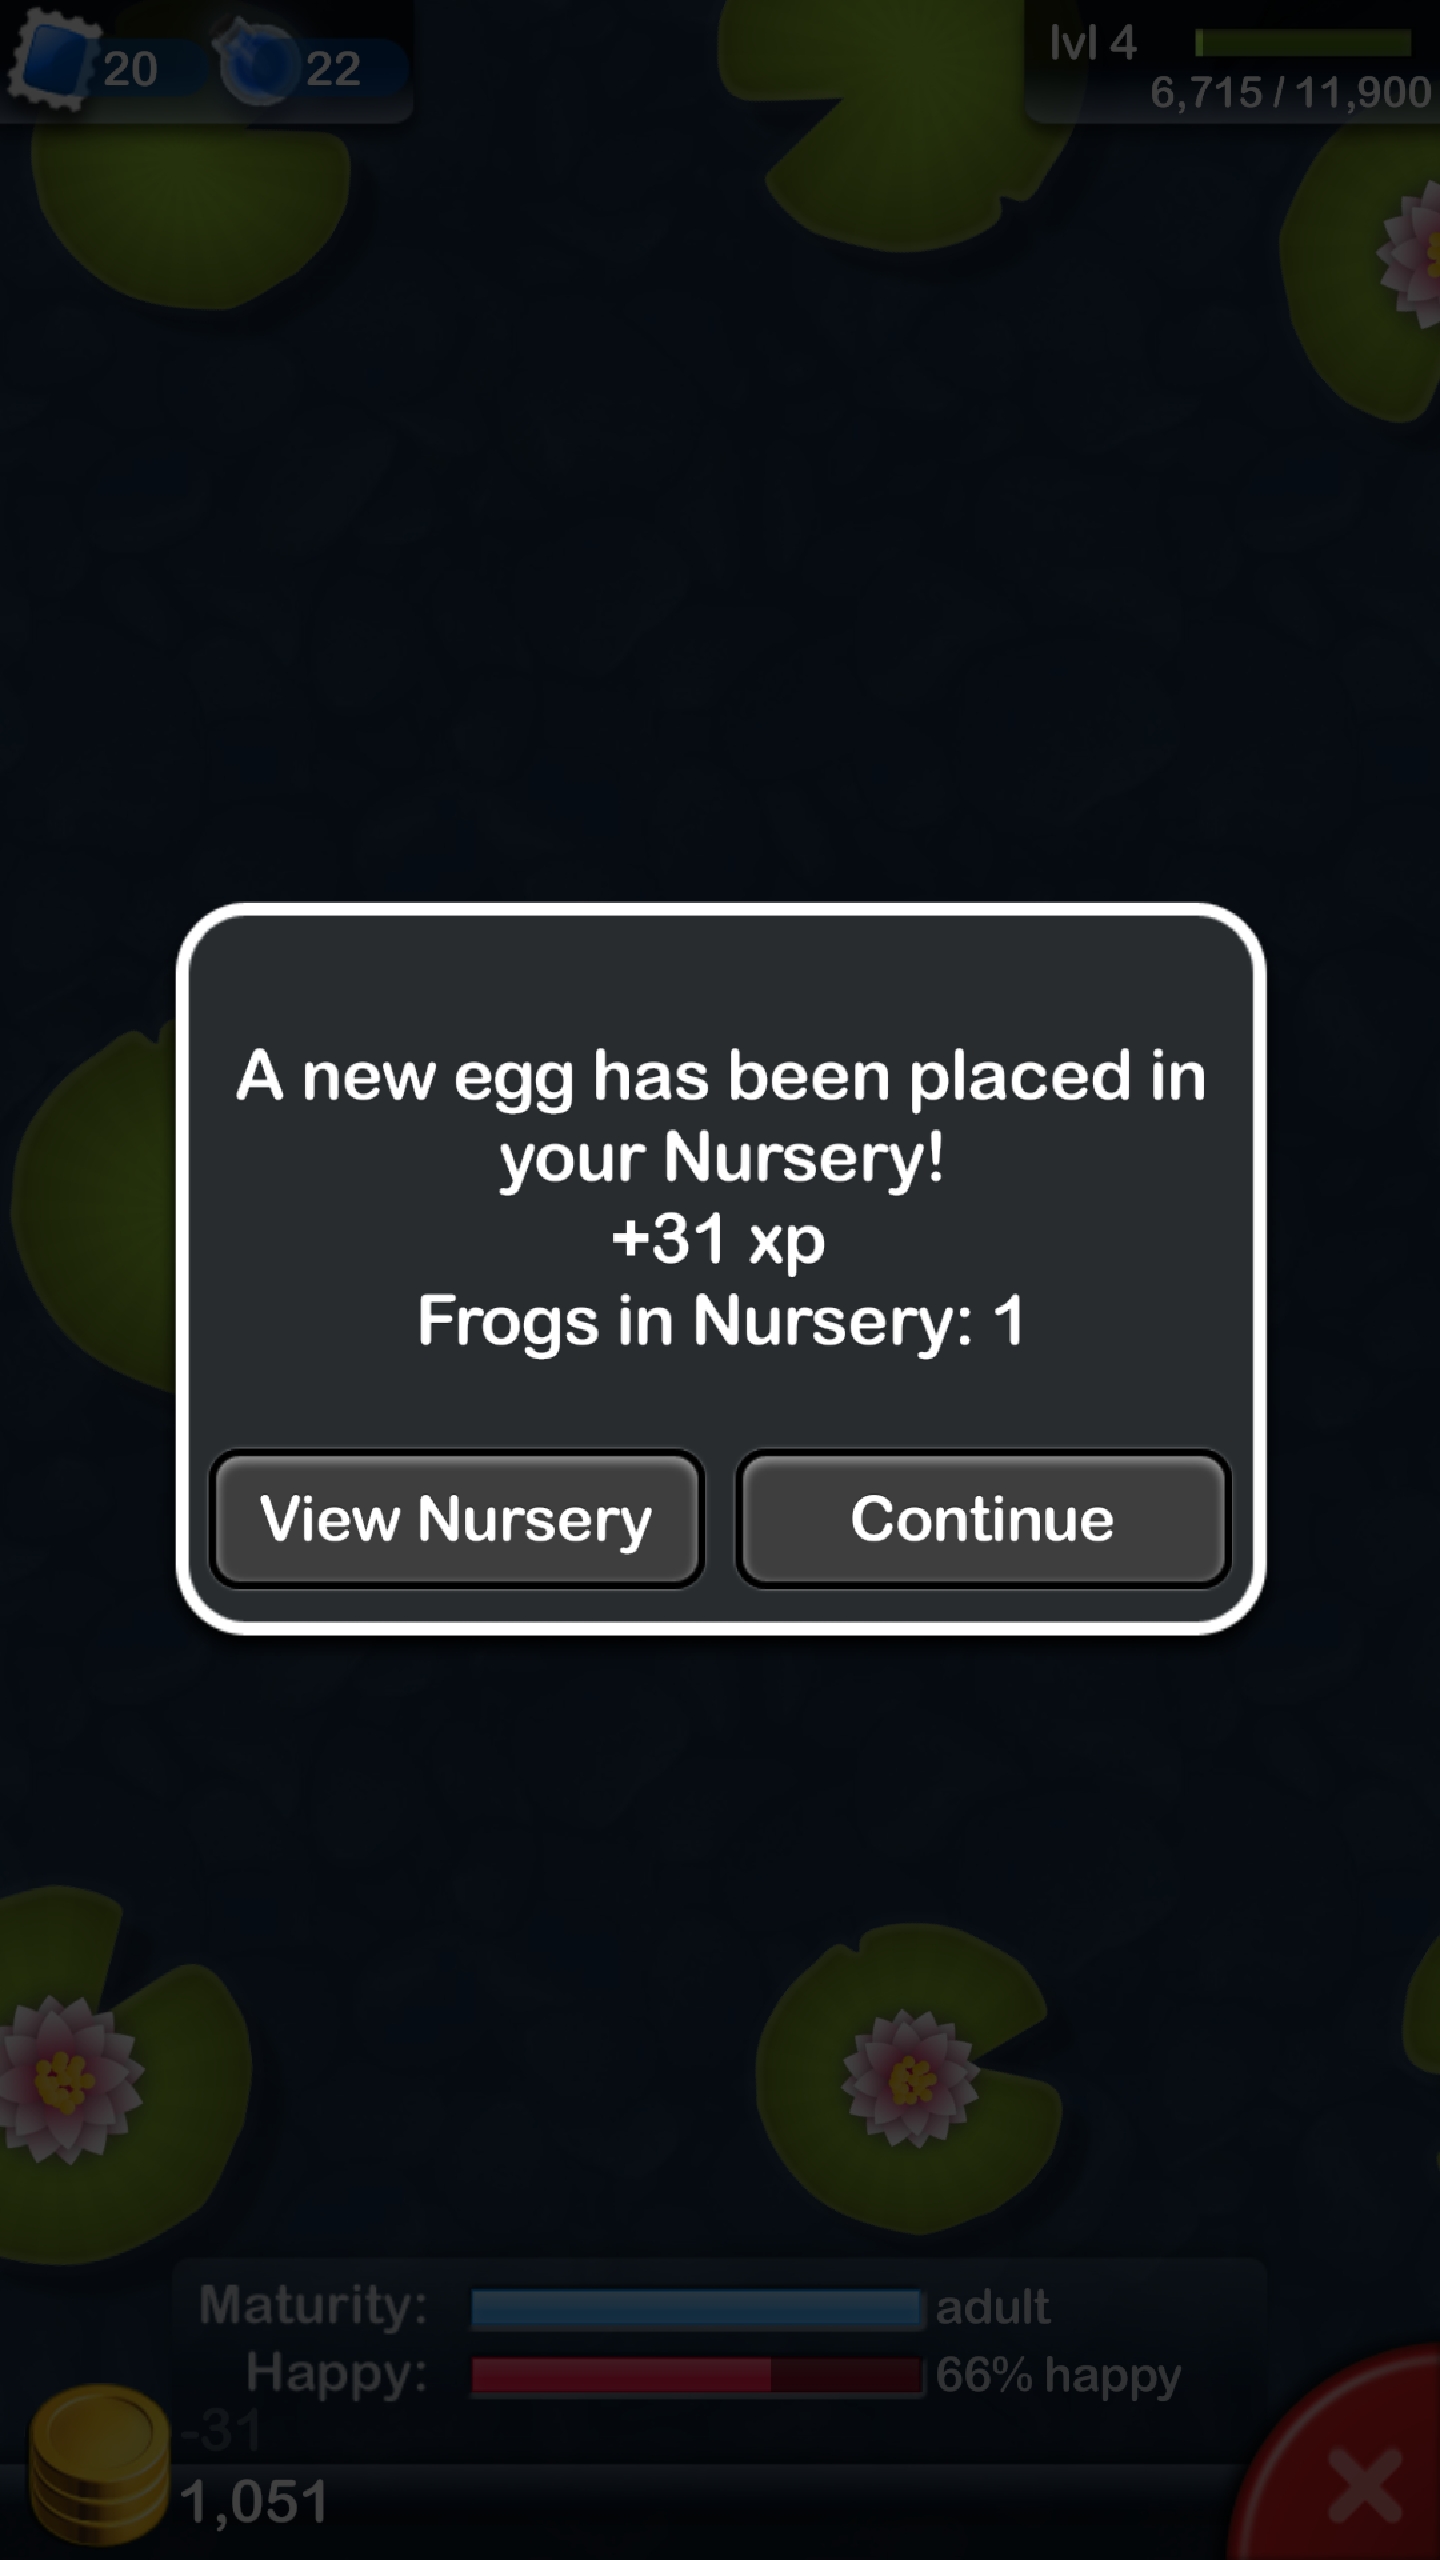 20 22
lvl 4
6,715 / 11,900
A new egg has been placed in
your Nursery!
+31 xp
Frogs in Nursery: 1
View Nursery Continue
Maturity: adult
Happy: 66% happy
-31
1,051